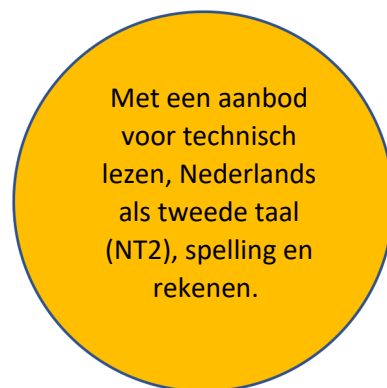 Met een aanbod
voor technisch
lezen, Nederlands
als tweede taal
(NT2), spelling en
rekenen.